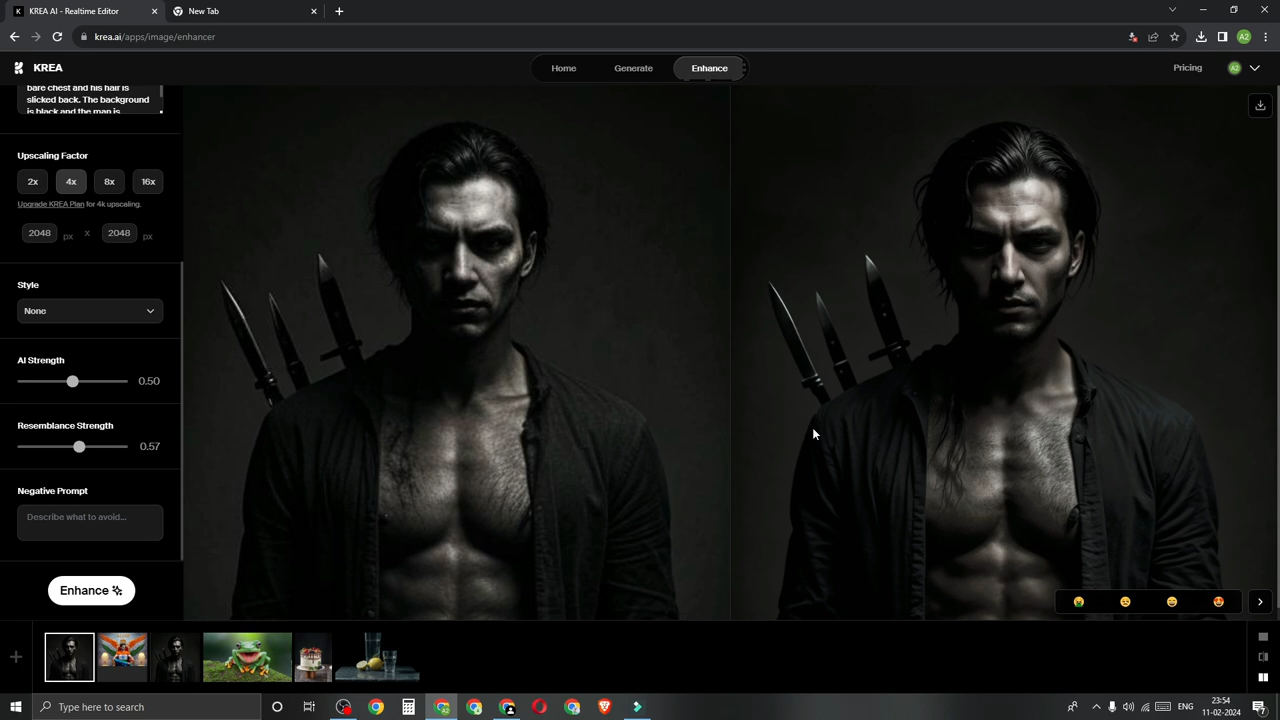 KREA AI - Realtime Editor
New Tab
krea.ai/apps/image/enhancer
A2
KREA
Home
Generate
Enhance
Pricing
A2
bare chest and his hair is
slicked back. The background
is black and the man is
Upscaling Factor
2x
4x
8x
16x
Upgrade KREA Plan for 4k upscaling.
2048 px x 2048 px
Style
None
AI Strength
0.50
Resemblance Strength
0.57
Negative Prompt
Describe what to avoid...
Enhance
Type here to search
ENG
23:54
11-02-2024